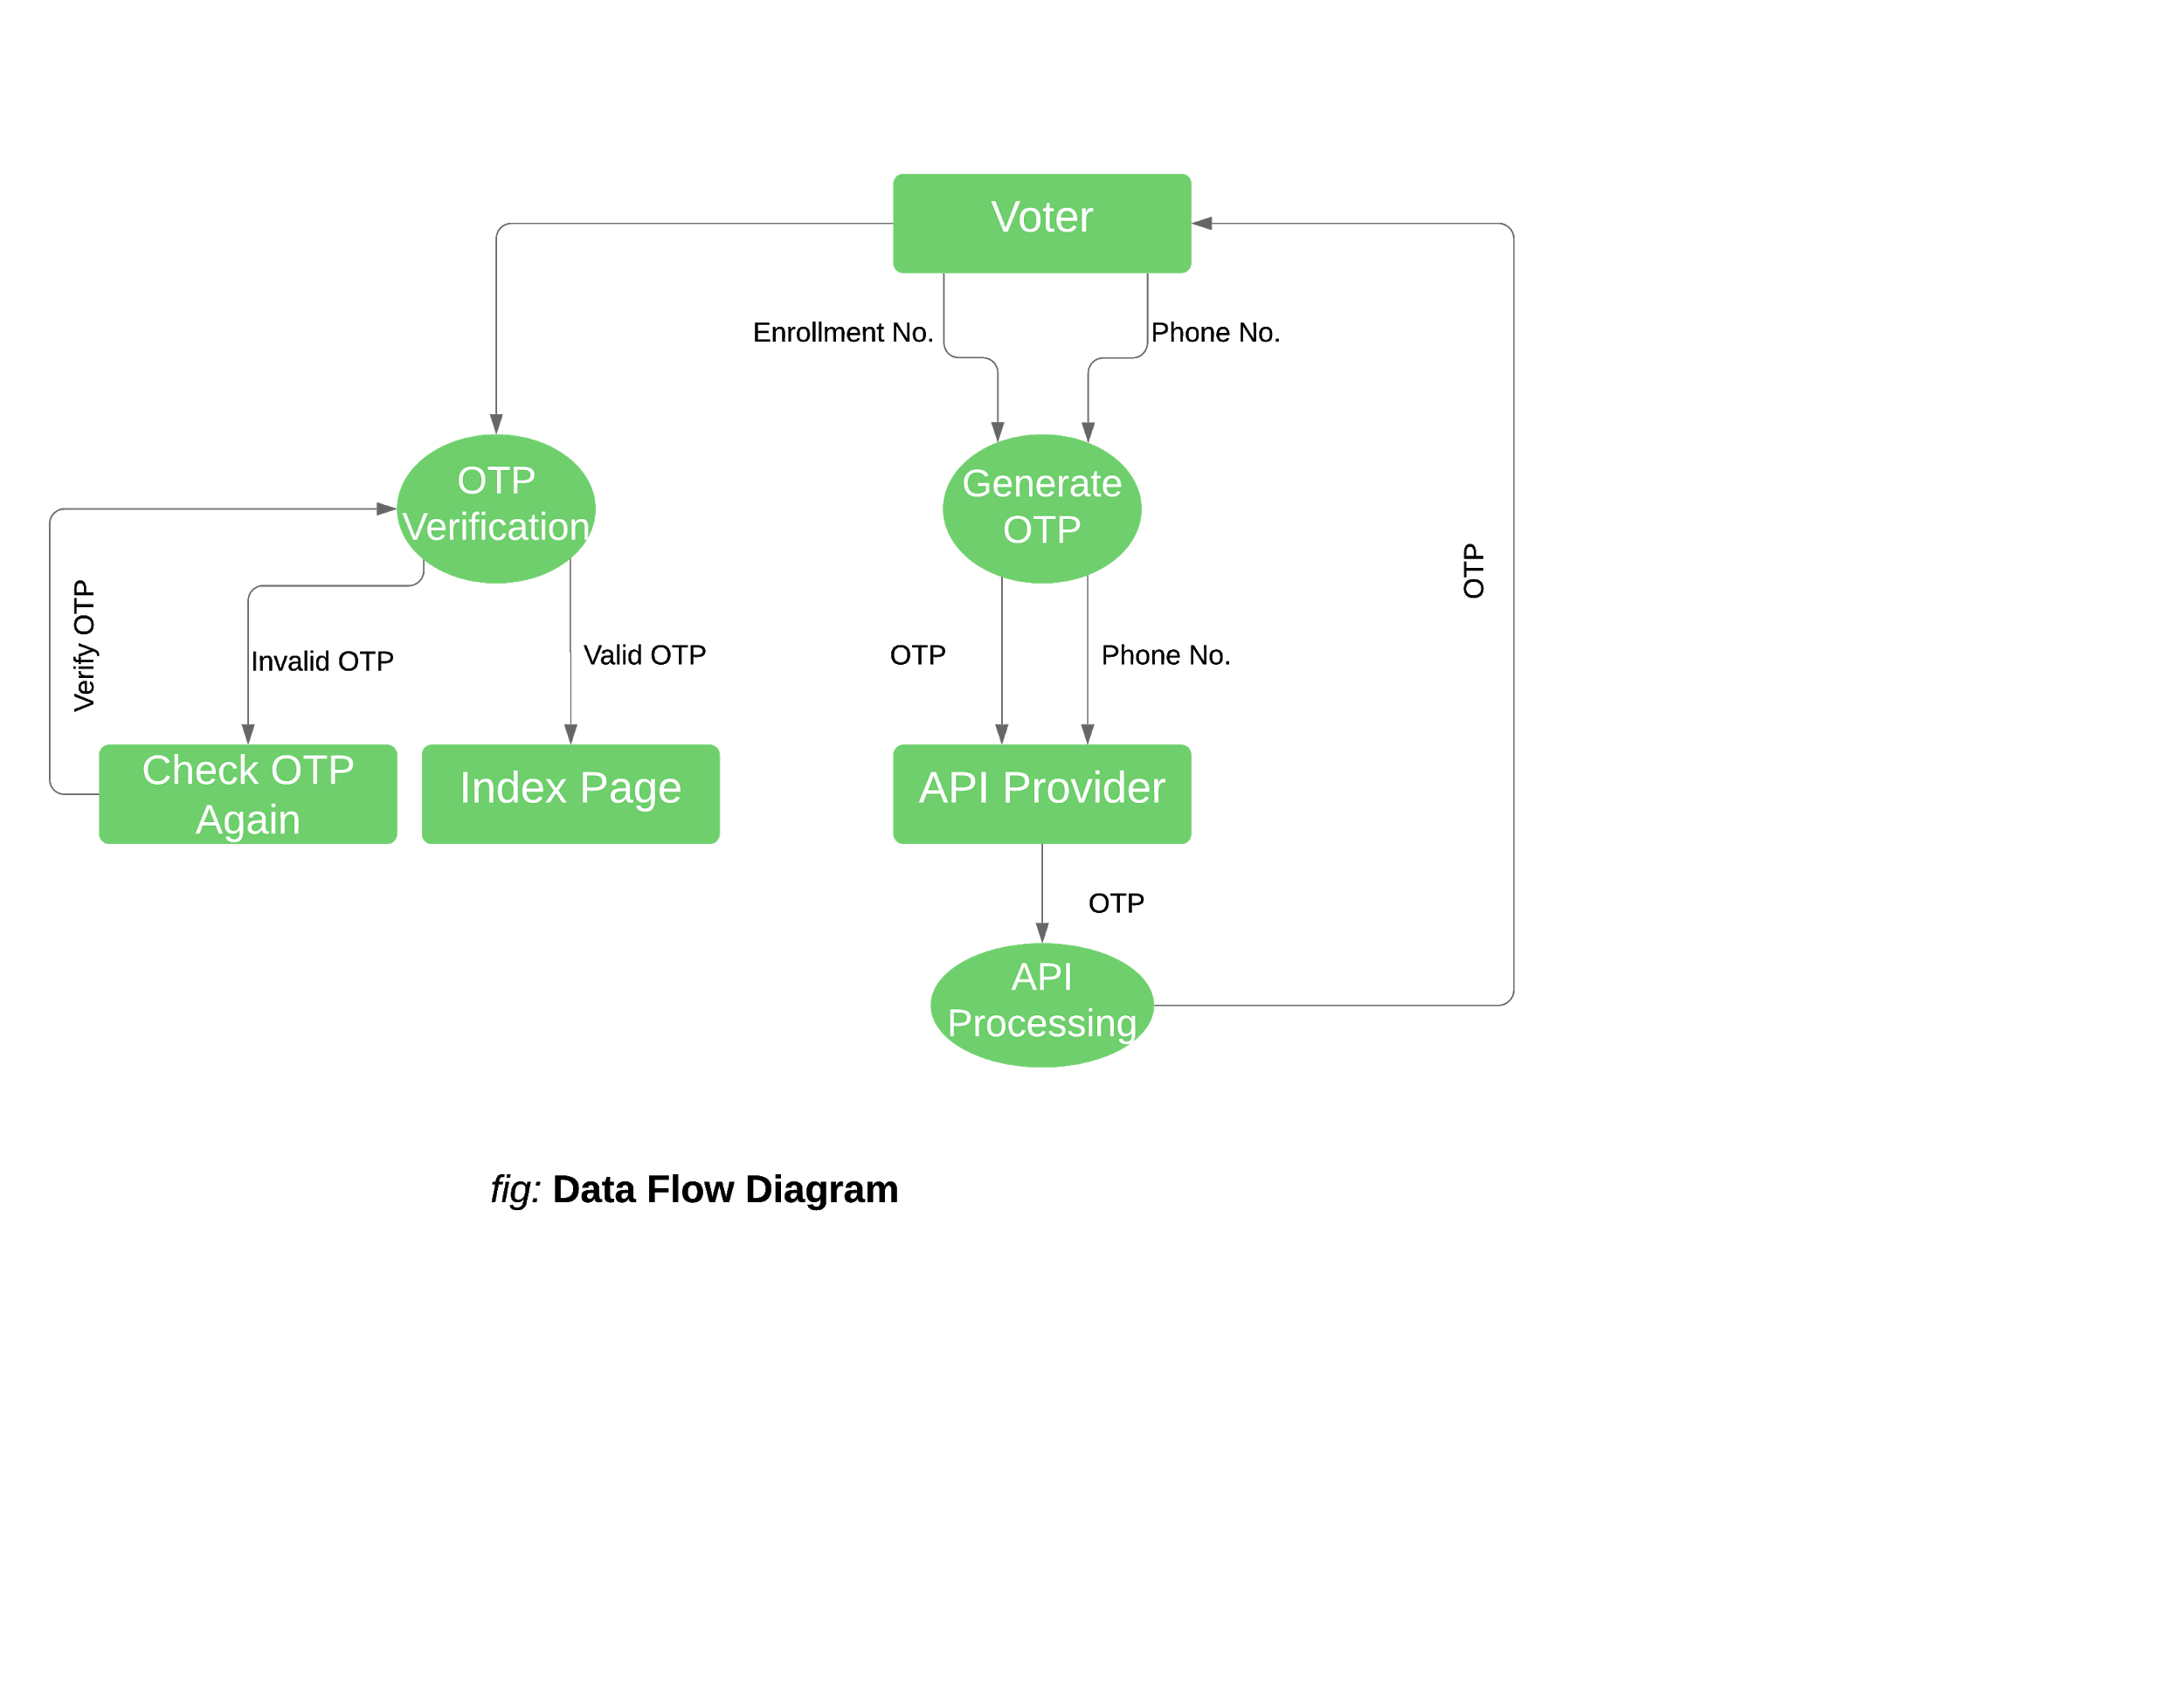 Voter
Enrollment No.
Phone No.
OTP
Verification
Generate
OTP
OTP
Verify OTP
Invalid OTP
Valid OTP
OTP
Phone No.
Check OTP
Again
Index Page
API Provider
OTP
API
Processing
fig: Data Flow Diagram